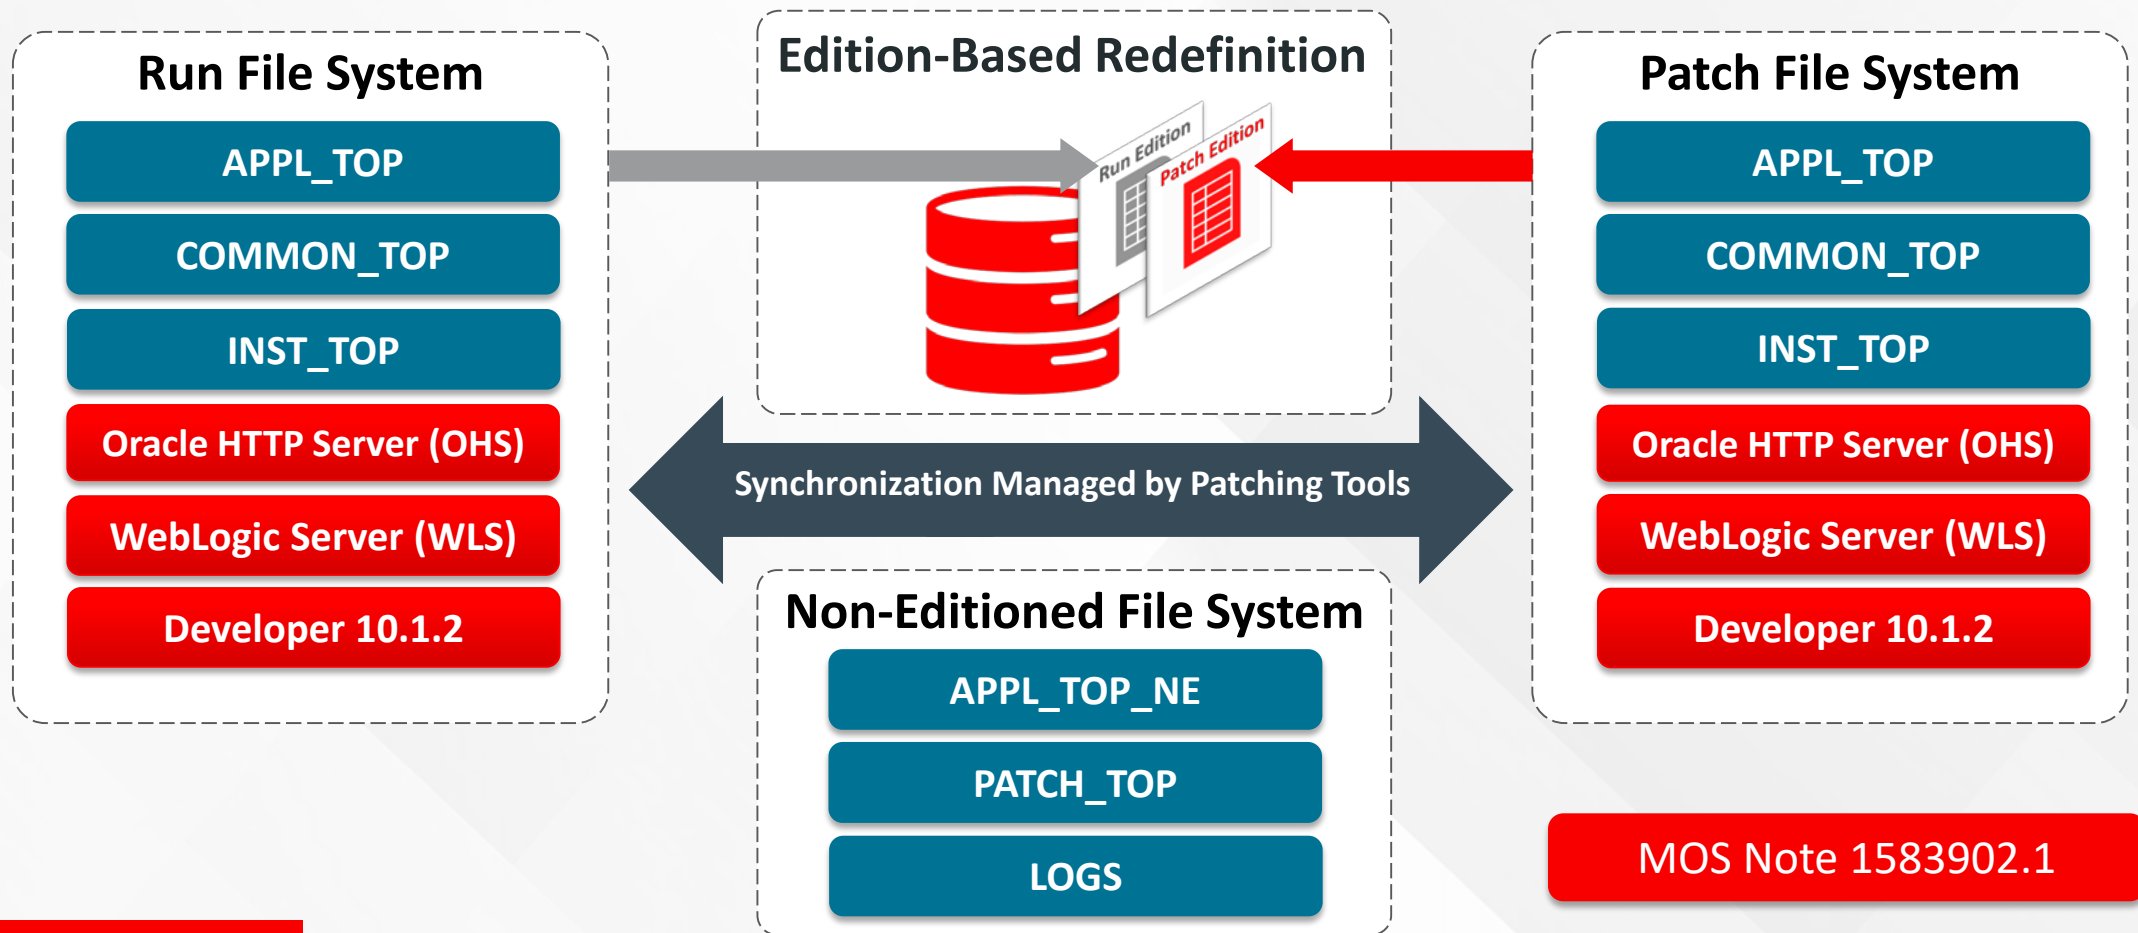 Run File System
APPL_TOP
COMMON_TOP
INST_TOP
Oracle HTTP Server (OHS)
WebLogic Server (WLS)
Developer 10.1.2
Edition-Based Redefinition
Run Edition
Patch Edition
Synchronization Managed by Patching Tools
Non-Editioned File System
APPL_TOP_NE
PATCH_TOP
LOGS
Patch File System
APPL_TOP
COMMON_TOP
INST_TOP
Oracle HTTP Server (OHS)
WebLogic Server (WLS)
Developer 10.1.2
MOS Note 1583902.1